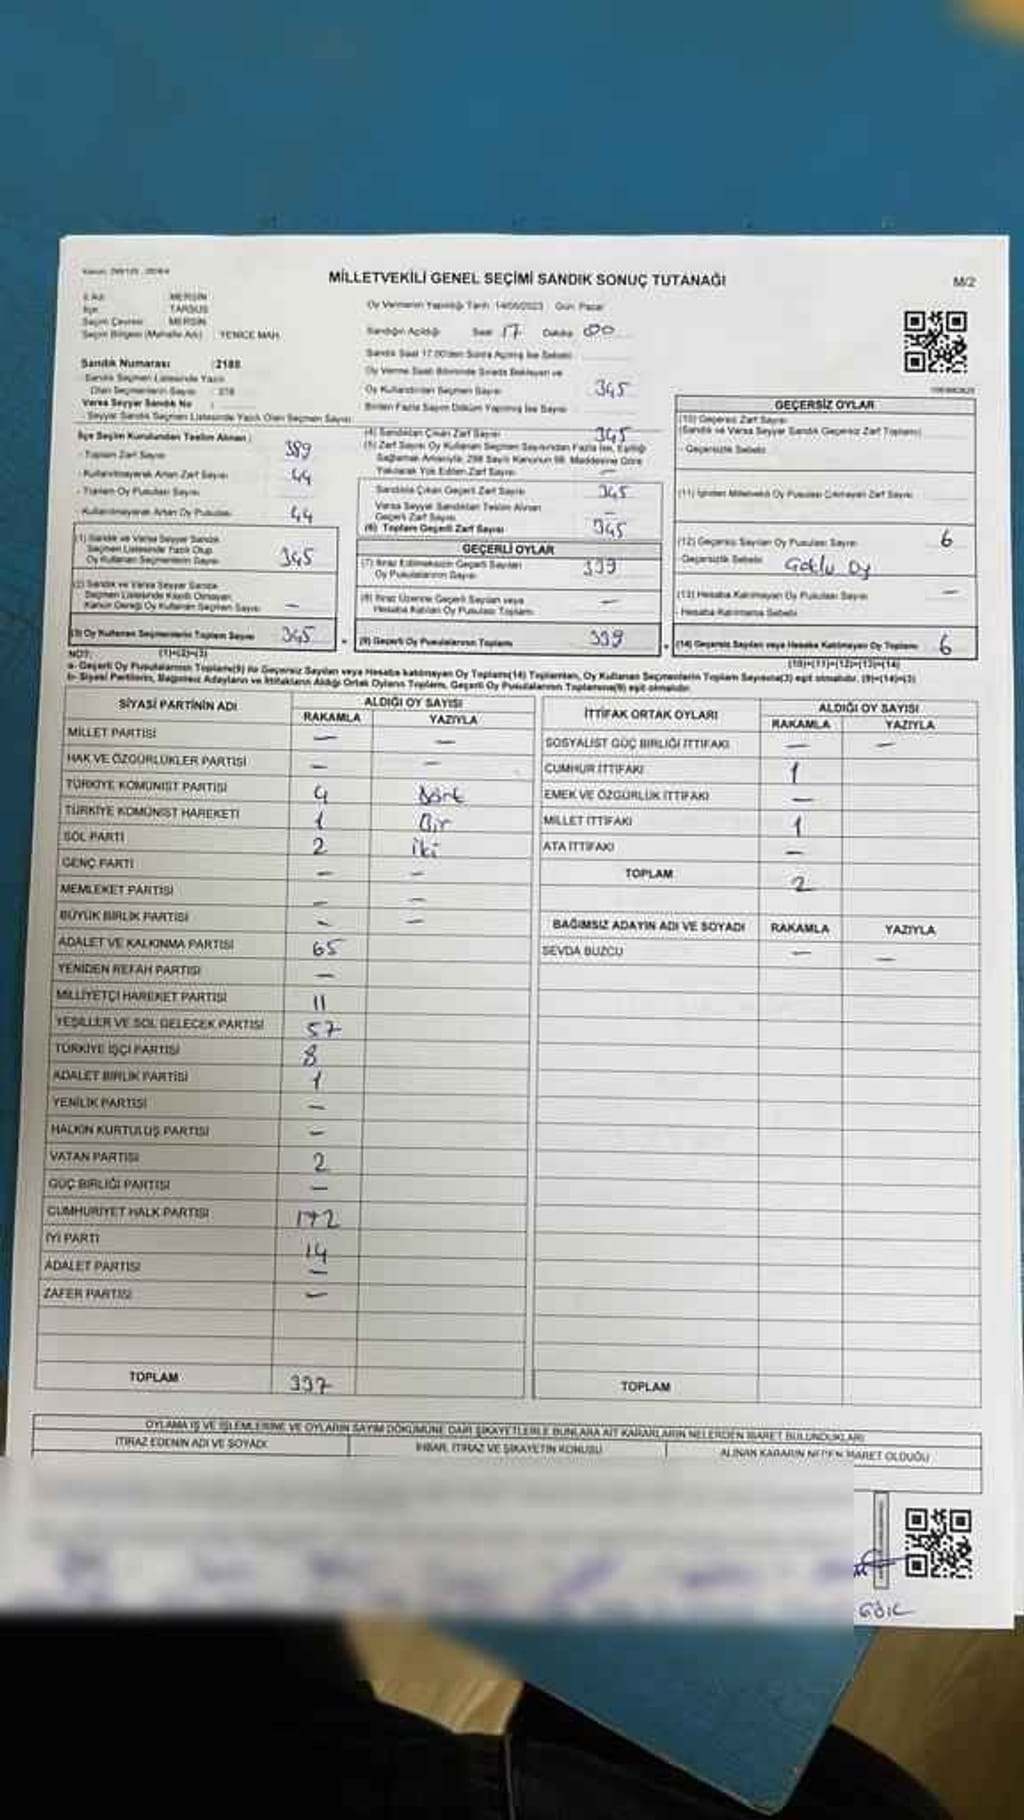 MİLLETVEKİLİ GENEL SEÇİMİ SANDIK SONUÇ TUTANAĞI
M/2
İl Adı MERSİN
İlçe TARSUS
Seçim Çevresi MERSİN
Seçim Bölgesi (Mahalle Adı) YENİCE MAH.
Oy Vermenin Yapıldığı Tarih 14/05/2023 Gün Pazar
Sandığın Açıldığı Saat 17 Dakika 00
Sandık Saat 17.00'den Sonra Açılmış İse Sebebi
Oy Verme Saati Bitiminde Sırada Bekleyen ve
Oy Kullandırılan Seçmen Sayısı 345
Birden Fazla Sayım Döküm Yapılmış İse Sayısı
Sandık Numarası :2188
Sandık Seçmen Listesinde Yazılı
Olan Seçmenlerin Sayısı
Varsa Seyyar Sandık No :
Seyyar Sandık Seçmen Listesinde Yazılı Olan Seçmen Sayısı
İlçe Seçim Kurulundan Teslim Alınan :
- Toplam Zarf Sayısı 389
- Kullanılmayarak Artan Zarf Sayısı 44
- Toplam Oy Pusulası Sayısı
- Kullanılmayarak Artan Oy Pusulası 44
(1) Sandık ve Varsa Seyyar Sandık
Seçmen Listesinde Yazılı Olup
Oy Kullanan Seçmenlerin Sayısı 345
(2) Sandık ve Varsa Seyyar Sandık
Seçmen Listesinde Kayıtlı Olmayan,
Kanun Gereği Oy Kullanan Seçmen Sayısı —
(3) Oy Kullanan Seçmenlerin Toplam Sayısı 345
(1)+(2)=(3)
(4) Sandıktan Çıkan Zarf Sayısı 345
(5) Zarf Sayısı Oy Kullanan Seçmen Sayısından Fazla İse, Eşitliği
Sağlamak Amacıyla, 298 Sayılı Kanunun 98. Maddesine Göre
Yakılarak Yok Edilen Zarf Sayısı —
Sandıkta Çıkan Geçerli Zarf Sayısı 345
Varsa Seyyar Sandıktan Teslim Alınan
Geçerli Zarf Sayısı —
(6) Toplam Geçerli Zarf Sayısı 345
GEÇERLİ OYLAR
(7) İtiraz Edilmeksizin Geçerli Sayılan
Oy Pusulalarının Sayısı 339
(8) İtiraz Üzerine Geçerli Sayılan veya
Hesaba Katılan Oy Pusulası Toplamı —
(9) Geçerli Oy Pusulalarının Toplamı 339
GEÇERSİZ OYLAR
(10) Geçersiz Zarf Sayısı
(Sandık ve Varsa Seyyar Sandık Geçersiz Zarf Toplamı)
- Geçersizlik Sebebi
(11) İçinden Milletvekili Oy Pusulası Çıkmayan Zarf Sayısı
(12) Geçersiz Sayılan Oy Pusulası Sayısı 6
- Geçersizlik Sebebi Göklu Oy
(13) Hesaba Katılmayan Oy Pusulası Sayısı —
- Hesaba Katılmama Sebebi
(14) Geçersiz Sayılan veya Hesaba Katılmayan Oy Toplamı 6
(10)+(11)+(12)+(13)=(14)
NOT:
a- Geçerli Oy Pusulalarının Toplamı(9) ile Geçersiz Sayılan veya Hesaba katılmayan Oy Toplamı(14) Toplamları, Oy Kullanan Seçmenlerin Toplam Sayısına(3) eşit olmalıdır. (9)+(14)=(3)
b- Siyasi Partilerin, Bağımsız Adayların ve İttifakların Aldığı Ortak Oyların Toplamı, Geçerli Oy Pusulalarının Toplamına(9) eşit olmalıdır.
SİYASİ PARTİNİN ADI ALDIĞI OY SAYISI
RAKAMLA YAZIYLA
MİLLET PARTİSİ — —
HAK VE ÖZGÜRLÜKLER PARTİSİ — —
TÜRKİYE KOMÜNİST PARTİSİ 4 Dört
TÜRKİYE KOMÜNİST HAREKETİ 1 Bir
SOL PARTİ 2 iki
GENÇ PARTİ — —
MEMLEKET PARTİSİ — —
BÜYÜK BİRLİK PARTİSİ — —
ADALET VE KALKINMA PARTİSİ 65
YENİDEN REFAH PARTİSİ —
MİLLİYETÇİ HAREKET PARTİSİ 11
YEŞİLLER VE SOL GELECEK PARTİSİ 57
TÜRKİYE İŞÇİ PARTİSİ 8
ADALET BİRLİK PARTİSİ 1
YENİLİK PARTİSİ —
HALKIN KURTULUŞ PARTİSİ —
VATAN PARTİSİ 2
GÜÇ BİRLİĞİ PARTİSİ —
CUMHURİYET HALK PARTİSİ 172
İYİ PARTİ 14
ADALET PARTİSİ —
ZAFER PARTİSİ —
TOPLAM 337
İTTİFAK ORTAK OYLARI ALDIĞI OY SAYISI
RAKAMLA YAZIYLA
SOSYALİST GÜÇ BİRLİĞİ İTTİFAKI — —
CUMHUR İTTİFAKI 1
EMEK VE ÖZGÜRLÜK İTTİFAKI —
MİLLET İTTİFAKI 1
ATA İTTİFAKI —
TOPLAM 2
BAĞIMSIZ ADAYIN ADI VE SOYADI RAKAMLA YAZIYLA
SEVDA BUZCU — —
TOPLAM
OYLAMA İŞ VE İŞLEMLERİNE VE OYLARIN SAYIM DÖKÜMÜNE DAİR ŞİKAYETLERLE BUNLARA AİT KARARLARIN NELERDEN İBARET BULUNDUKLARI
İTİRAZ EDENİN ADI VE SOYADI İHBAR, İTİRAZ VE ŞİKAYETİN KONUSU ALINAN KARARIN NEDEN İBARET OLDUĞU